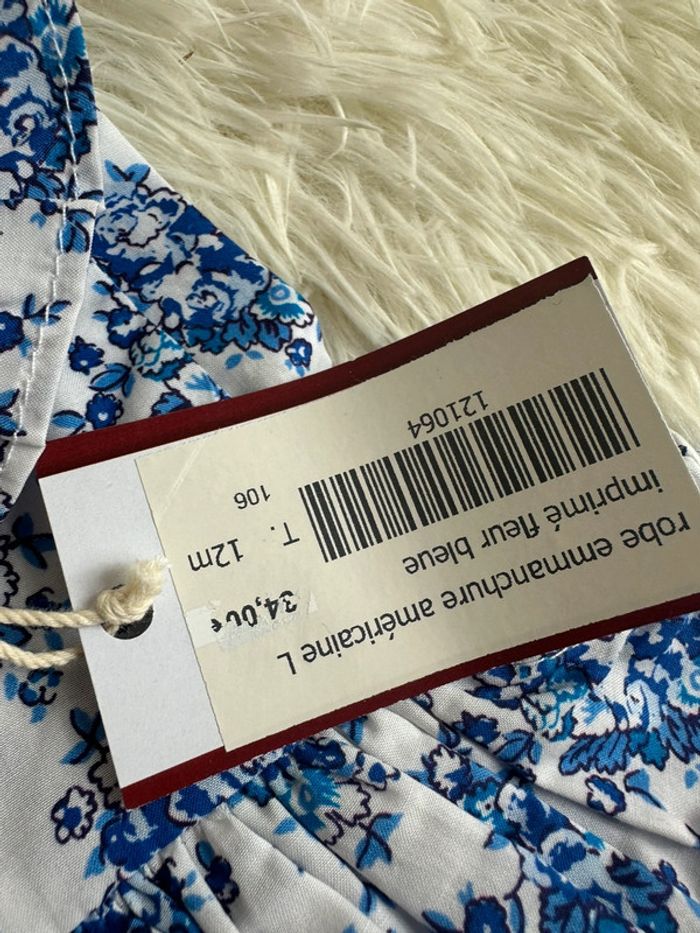 robe emmanchure américaine L
imprimé fleur bleue
34,00€
T. 12m
106
121064